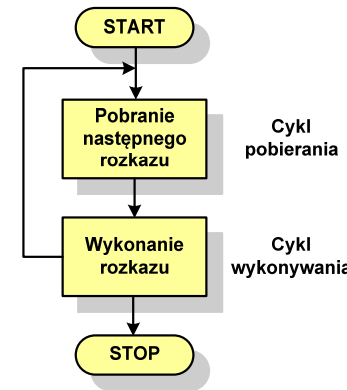 START
Pobranie
następnego
rozkazu
Cykl
pobierania
Wykonanie
rozkazu
Cykl
wykonywania
STOP